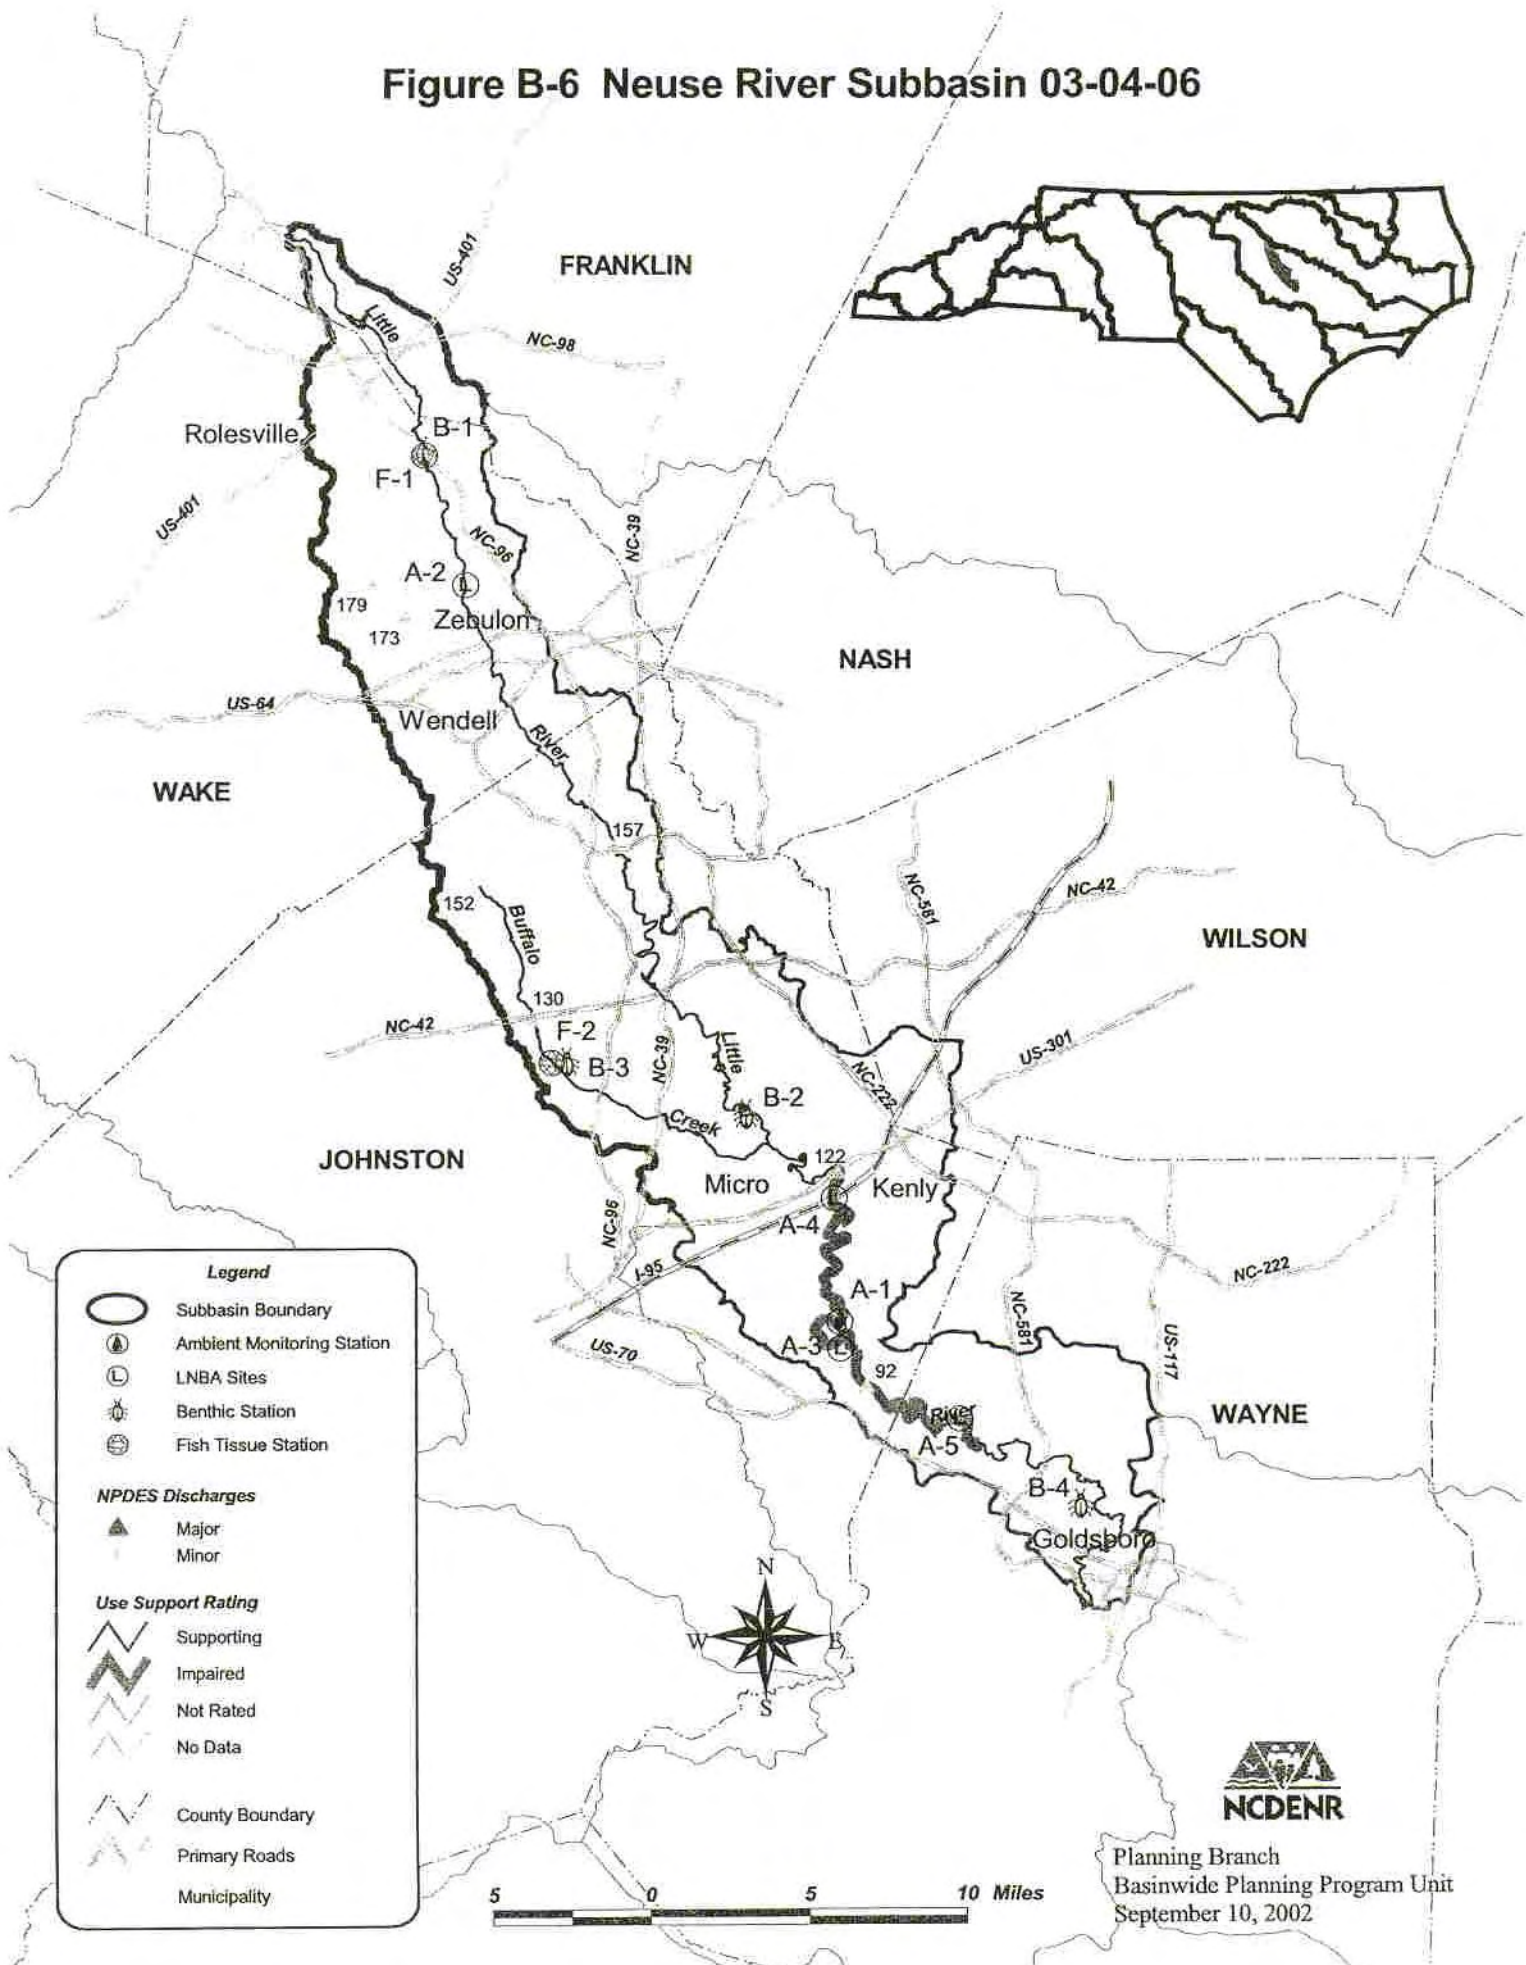 Figure B-6 Neuse River Subbasin 03-04-06
US-401
FRANKLIN
Little
NC-98
Rolesville
B-1
F-1
US-401
NC-96
NC-39
A-2
L
Zebulon
179
173
NASH
US-64
Wendell
River
WAKE
157
152
Buffalo
NC-581
NC-42
WILSON
130
NC-42
F-2
B-3
NC-39
Little
NC-222
US-301
B-2
Creek
JOHNSTON
122
Micro
Kenly
L
A-4
NC-96
I-95
NC-222
A-1
NC-581
A-3
L
US-70
US-117
92
River
A-5
WAYNE
B-4
Goldsboro
Legend
Subbasin Boundary
Ambient Monitoring Station
L
LNBA Sites
Benthic Station
Fish Tissue Station
NPDES Discharges
Major
Minor
Use Support Rating
Supporting
Impaired
Not Rated
No Data
County Boundary
Primary Roads
Municipality
N
W
E
S
5 0 5 10 Miles
NCDENR
Planning Branch
Basinwide Planning Program Unit
September 10, 2002